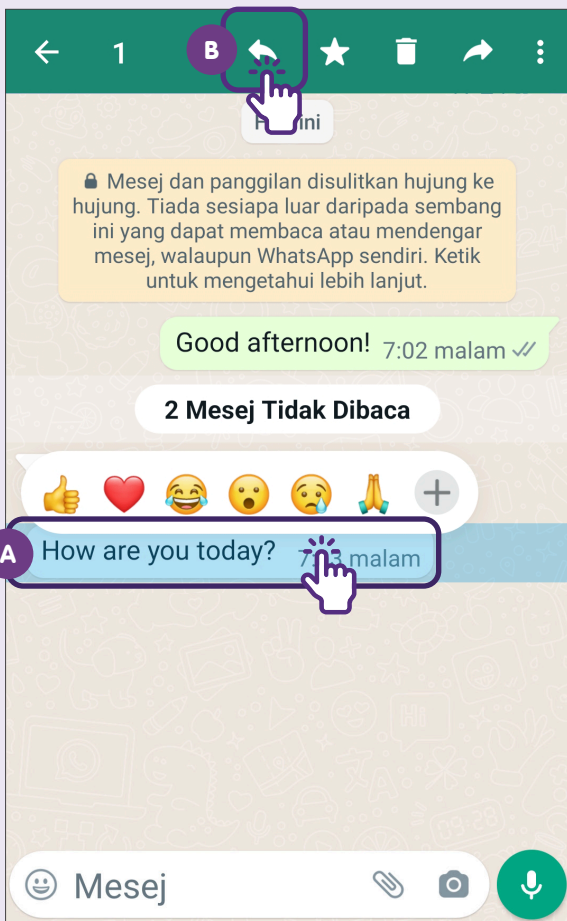 1
B
ini
Mesej dan panggilan disulitkan hujung ke
hujung. Tiada sesiapa luar daripada sembang
ini yang dapat membaca atau mendengar
mesej, walaupun WhatsApp sendiri. Ketik
untuk mengetahui lebih lanjut.
Good afternoon! 7:02 malam
2 Mesej Tidak Dibaca
A
How are you today? malam
Mesej